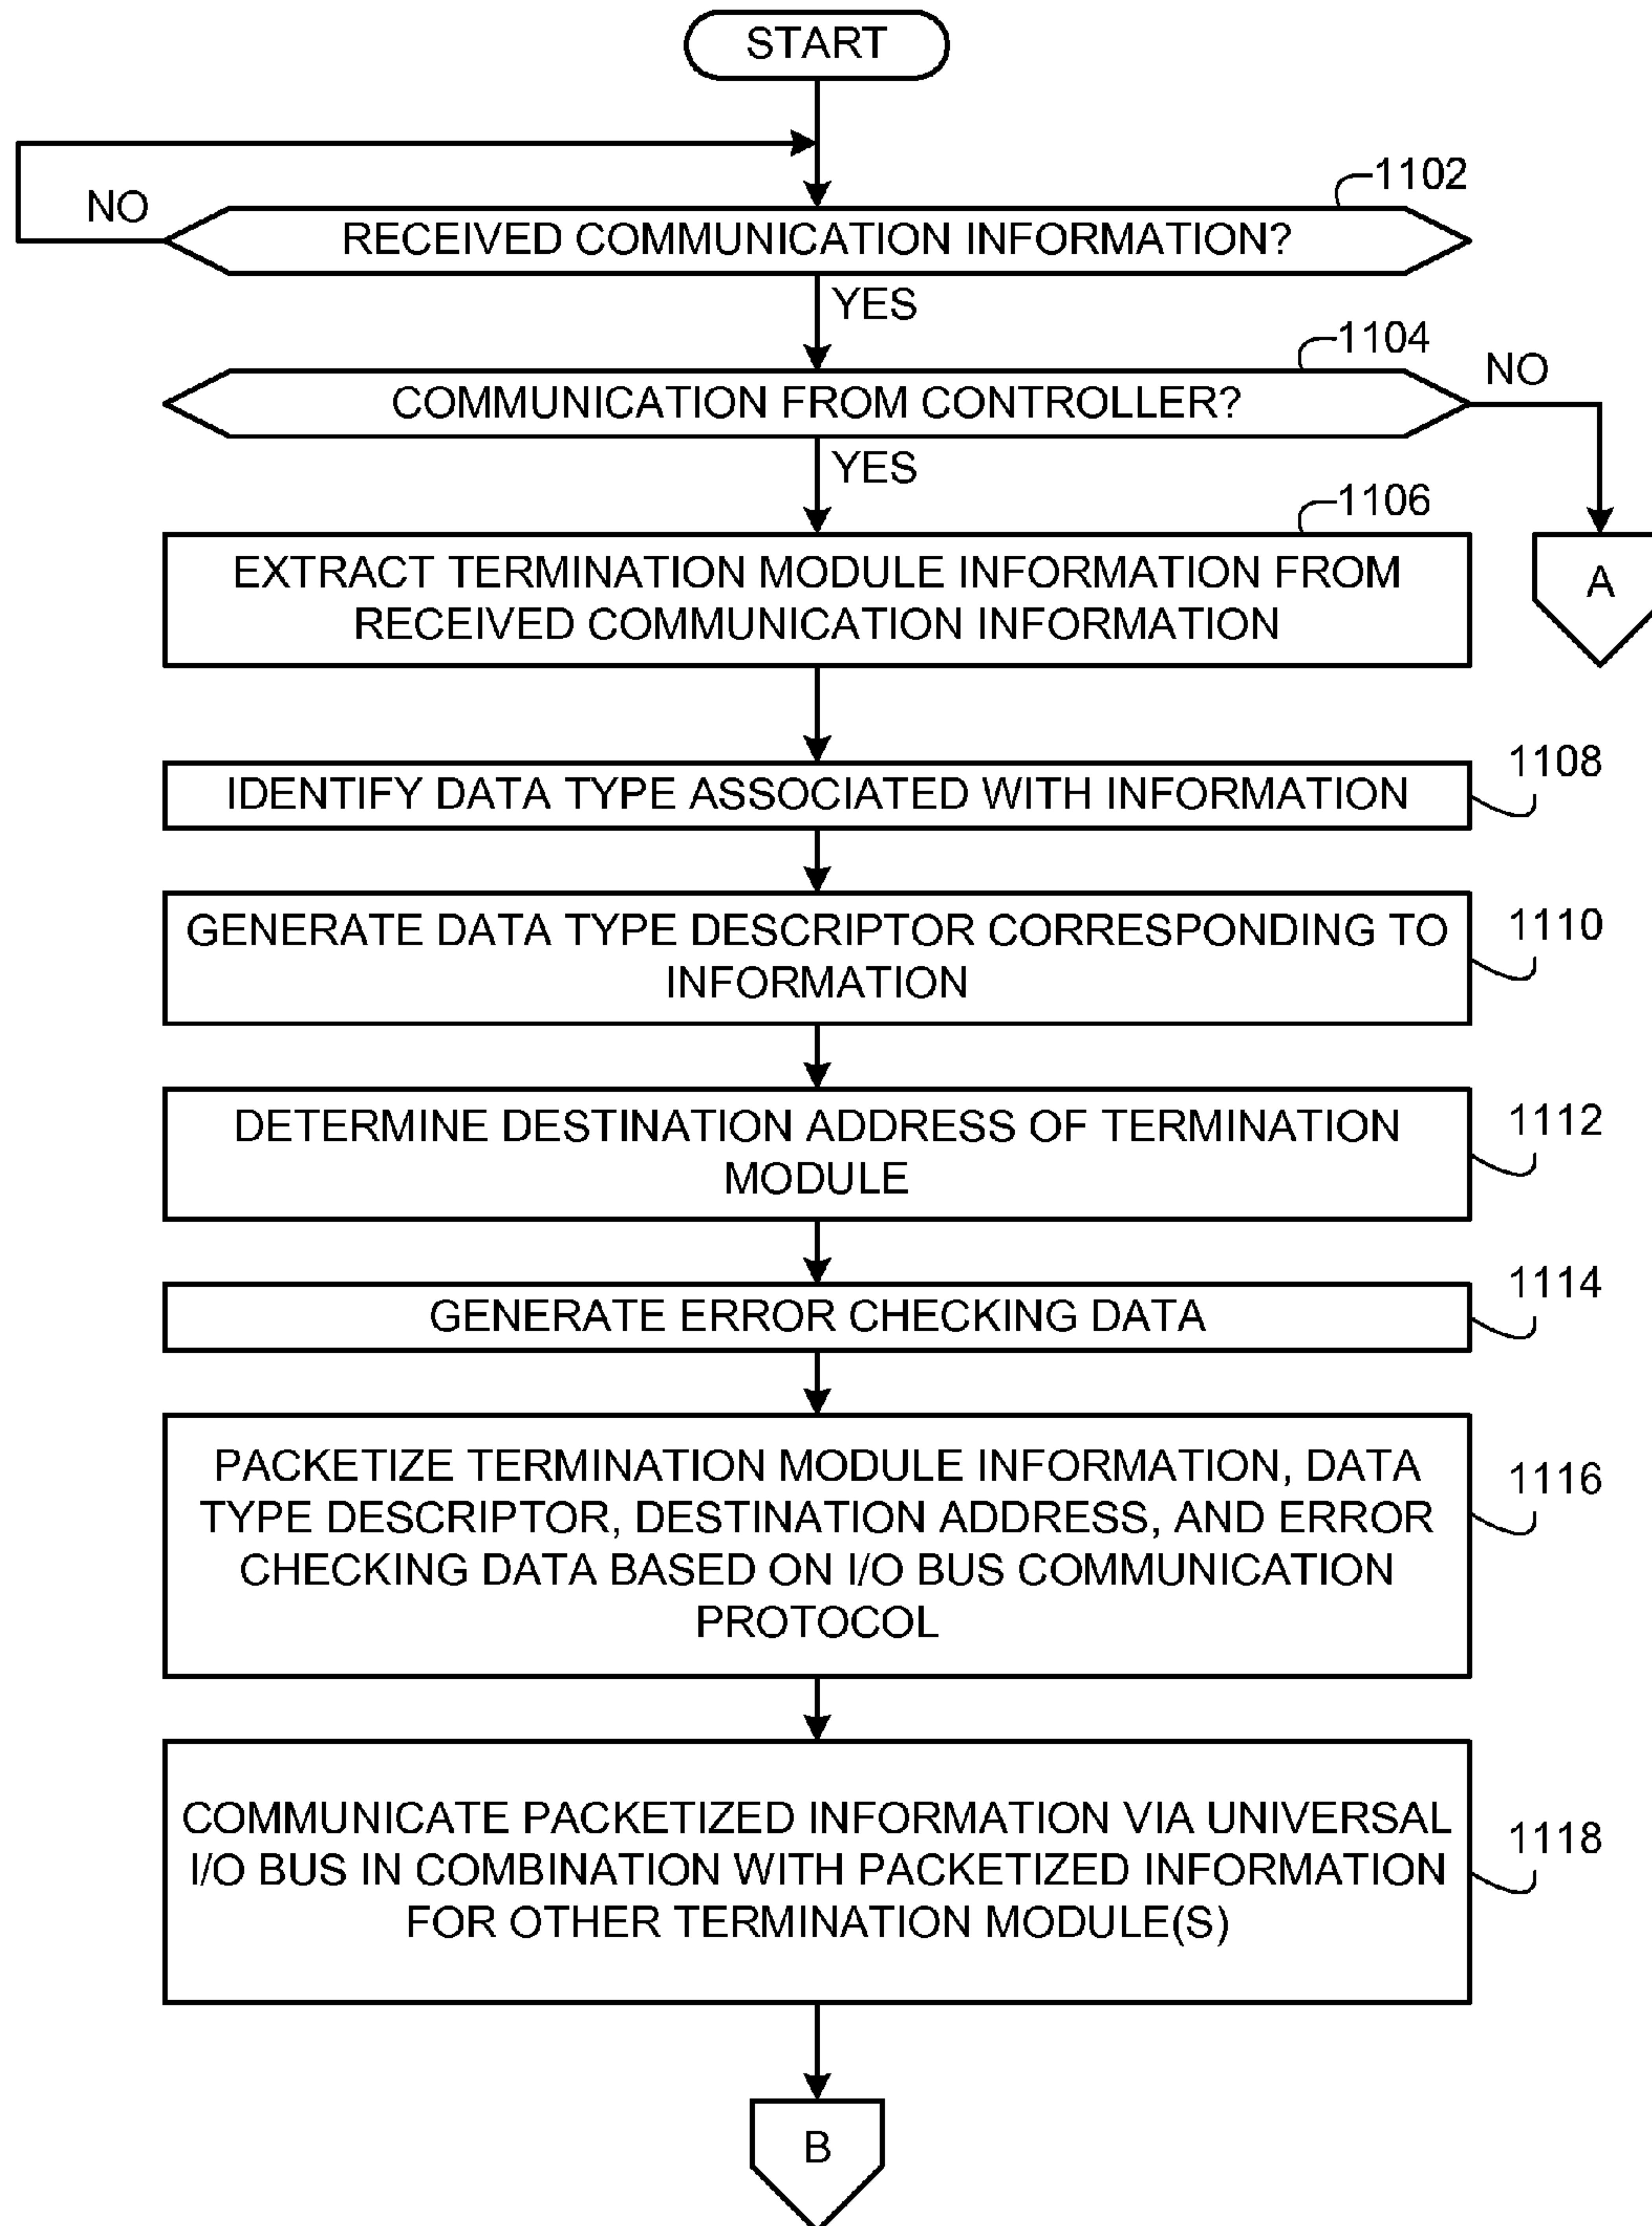 START
1102
NO
RECEIVED COMMUNICATION INFORMATION?
YES
1104
NO
COMMUNICATION FROM CONTROLLER?
YES
1106
EXTRACT TERMINATION MODULE INFORMATION FROM
RECEIVED COMMUNICATION INFORMATION
A
1108
IDENTIFY DATA TYPE ASSOCIATED WITH INFORMATION
1110
GENERATE DATA TYPE DESCRIPTOR CORRESPONDING TO
INFORMATION
1112
DETERMINE DESTINATION ADDRESS OF TERMINATION
MODULE
1114
GENERATE ERROR CHECKING DATA
1116
PACKETIZE TERMINATION MODULE INFORMATION, DATA
TYPE DESCRIPTOR, DESTINATION ADDRESS, AND ERROR
CHECKING DATA BASED ON I/O BUS COMMUNICATION
PROTOCOL
1118
COMMUNICATE PACKETIZED INFORMATION VIA UNIVERSAL
I/O BUS IN COMBINATION WITH PACKETIZED INFORMATION
FOR OTHER TERMINATION MODULE(S)
B